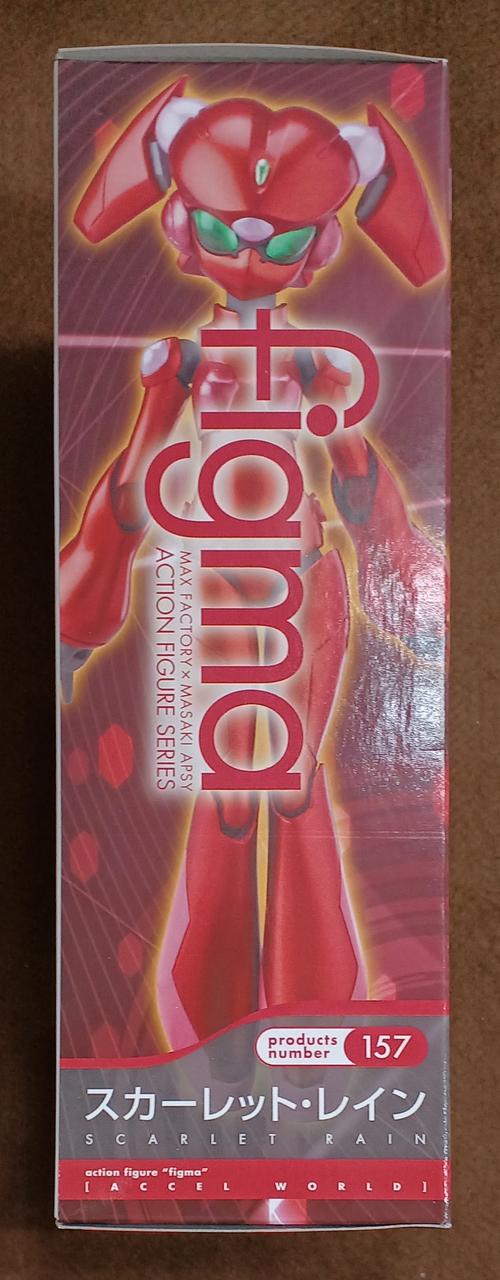 figma
MAX FACTORY × MASAKI APSY
ACTION FIGURE SERIES
products
number
157
スカーレット・レイン
SCARLET RAIN
action figure "figma"
[ACCEL WORLD]